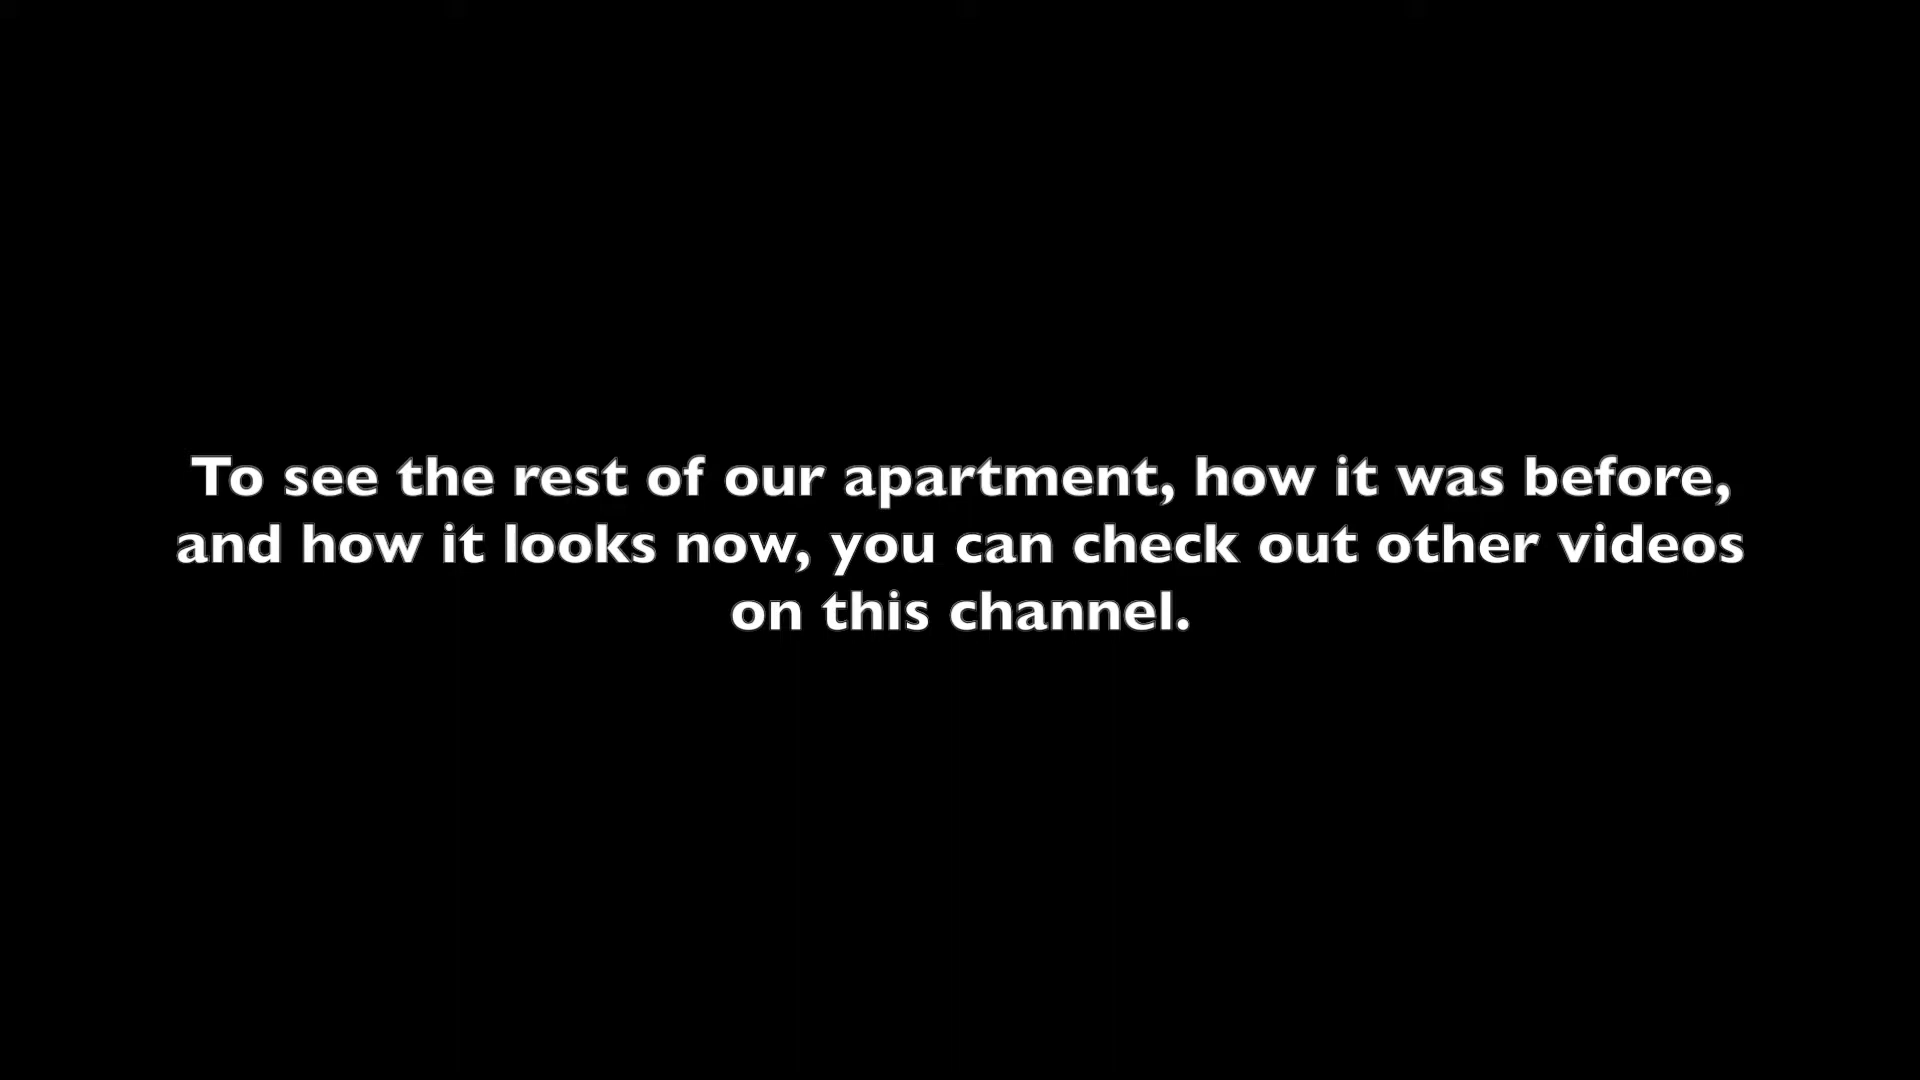 To see the rest of our apartment, how it was before,
and how it looks now, you can check out other videos
on this channel.